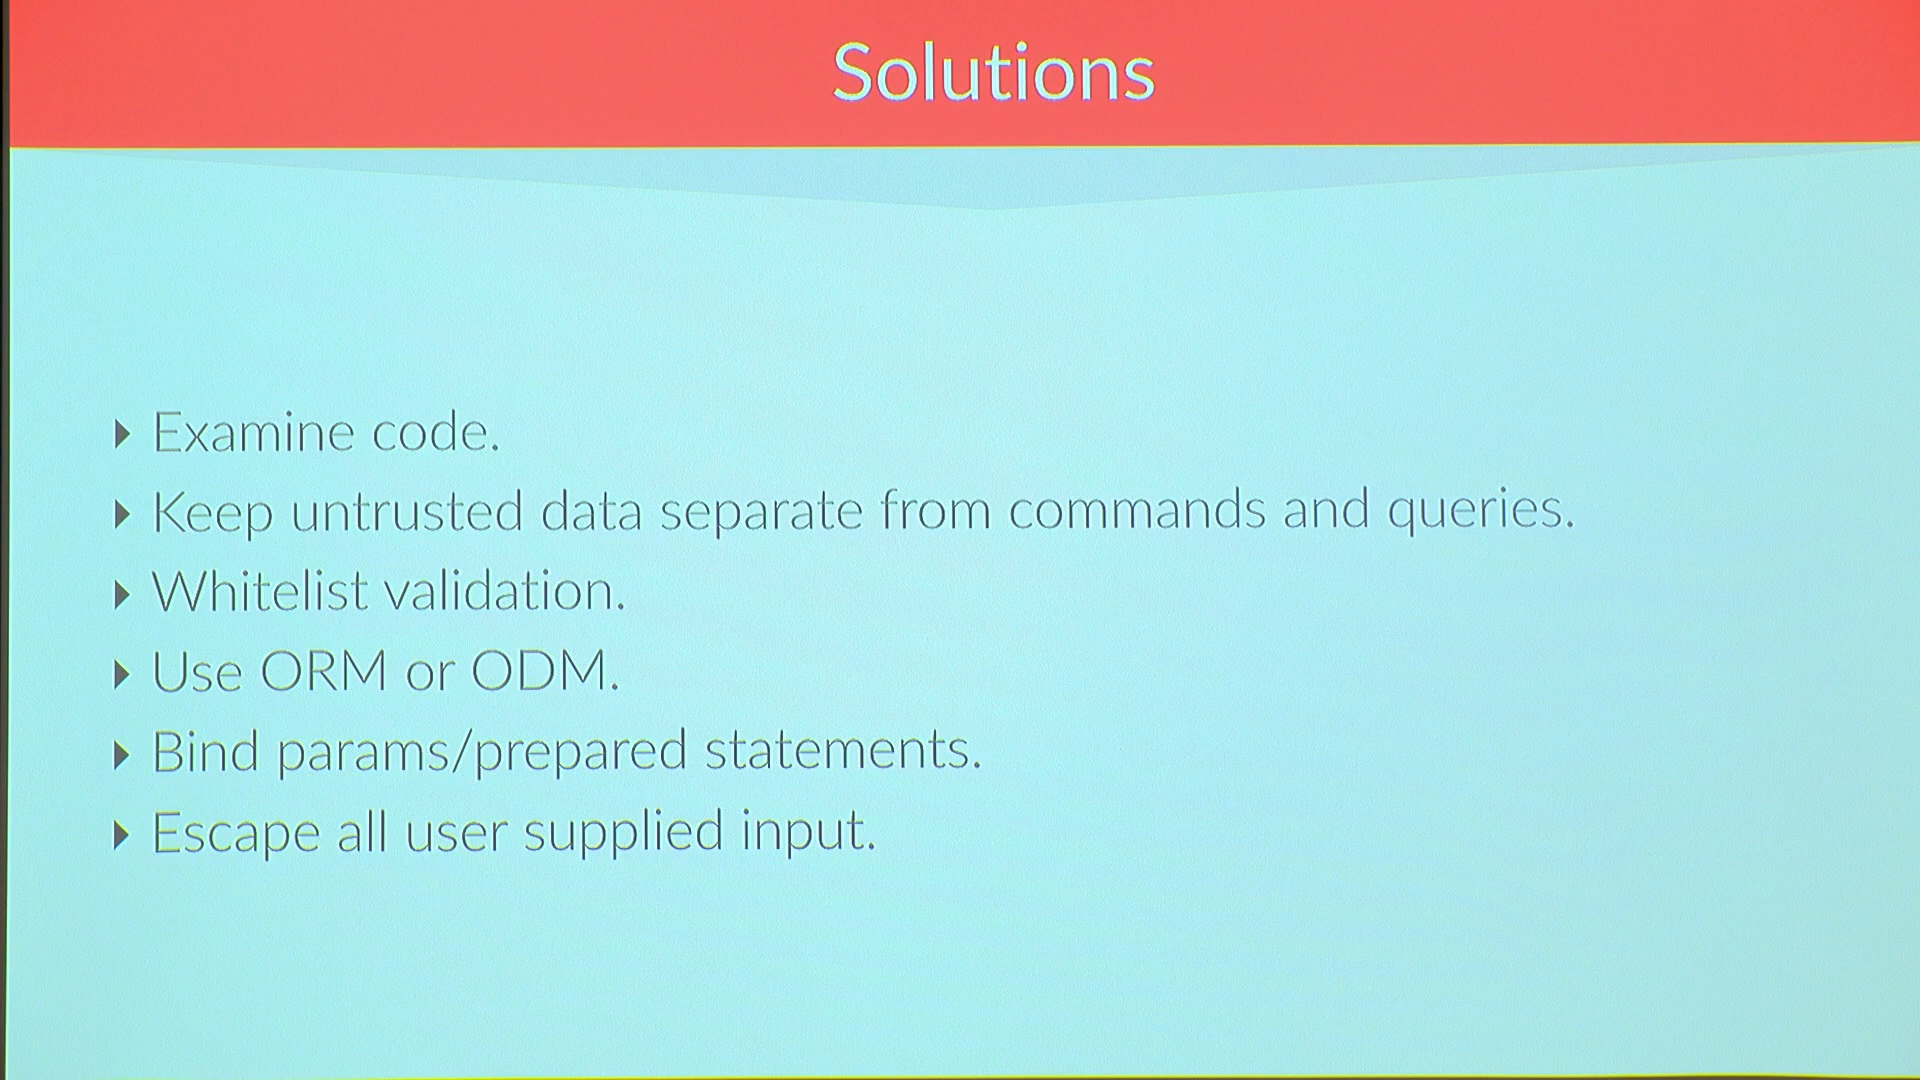 Solutions
Examine code.
Keep untrusted data separate from commands and queries.
Whitelist validation.
Use ORM or ODM.
Bind params/prepared statements.
Escape all user supplied input.